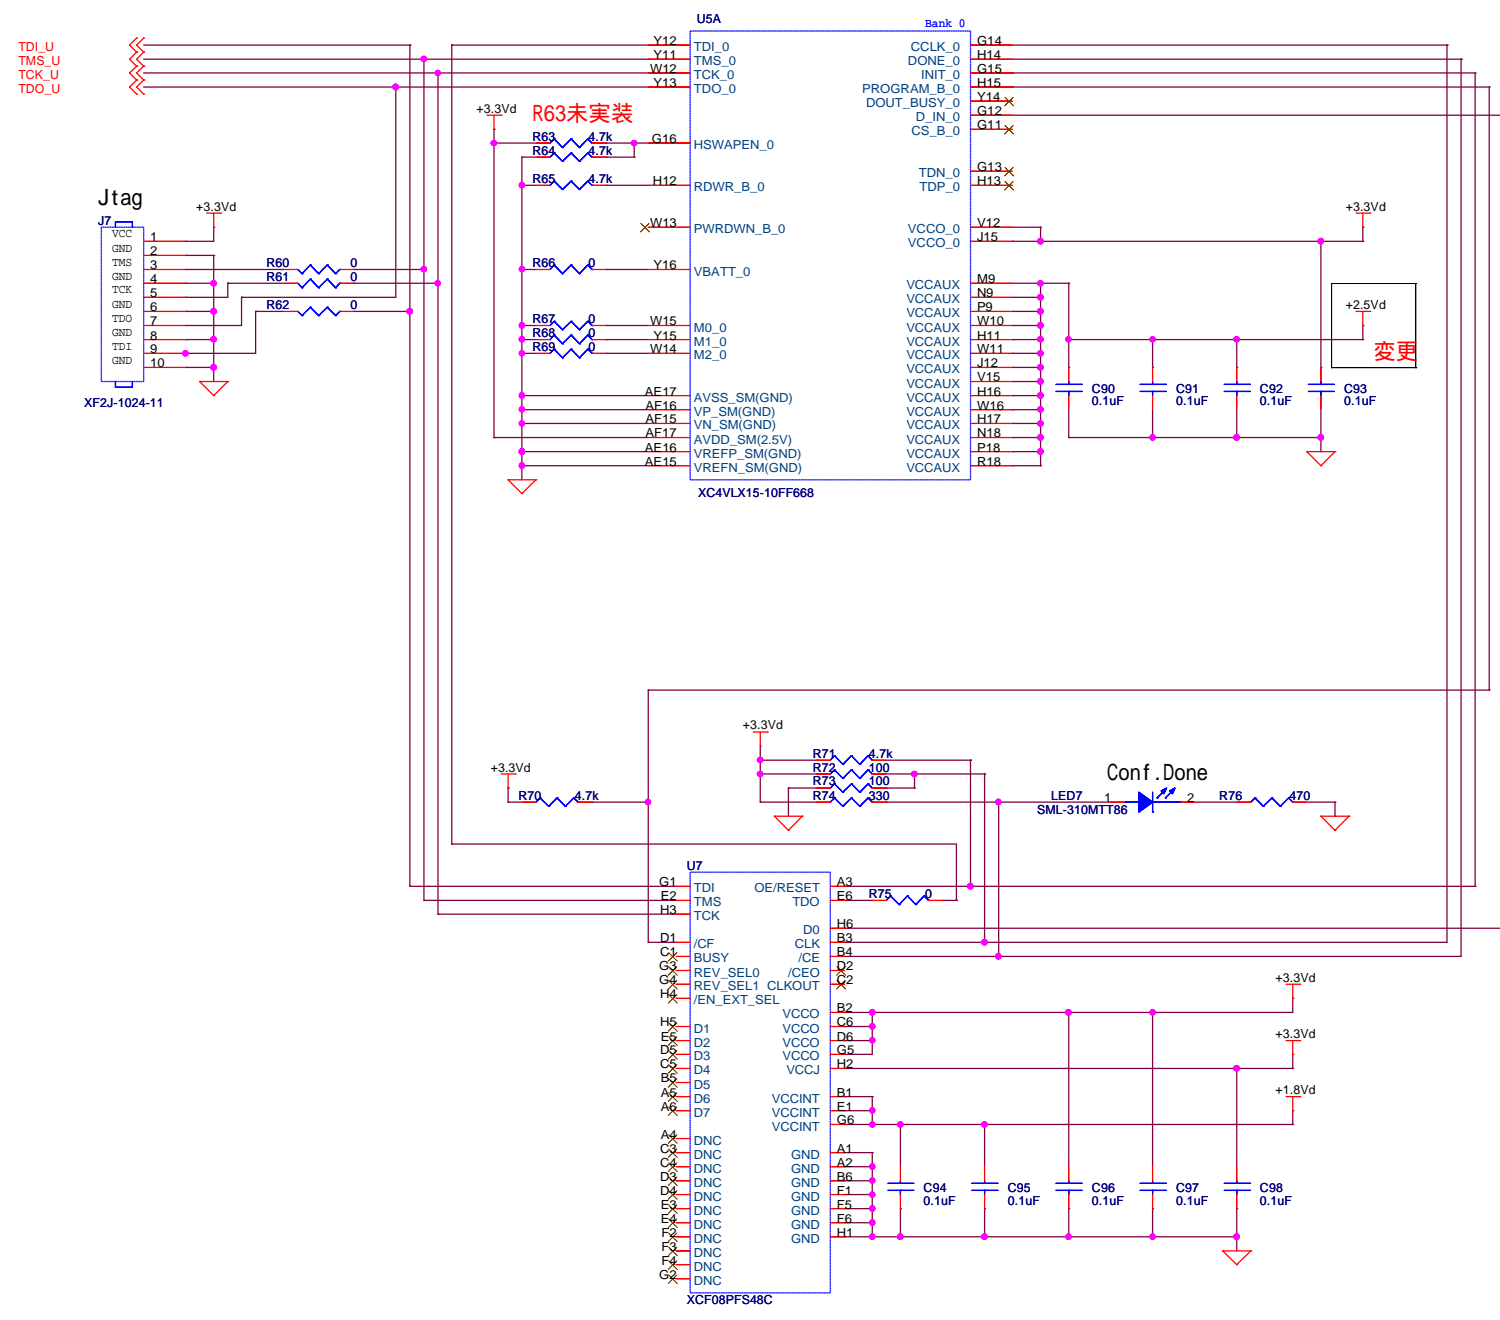 TDI_U
TMS_U
TCK_U
TDO_U
Jtag
+3.3Vd
J7
VCC 1
GND 2
TMS 3
GND 4
TCK 5
GND 6
TDO 7
GND 8
TDI 9
GND 10
XF2J-1024-11
R60 0
R61 0
R62 0
U5A
Bank 0
+3.3Vd
R63未実装
R63 4.7k
R64 4.7k
R65 4.7k
R66 0
R67 0
R68 0
R69 0
Y12 TDI_0
Y11 TMS_0
W12 TCK_0
Y13 TDO_0
G16 HSWAPEN_0
H12 RDWR_B_0
W13 PWRDWN_B_0
Y16 VBATT_0
W15 M0_0
Y15 M1_0
W14 M2_0
AE17 AVSS_SM(GND)
AF16 VP_SM(GND)
AF15 VN_SM(GND)
AF17 AVDD_SM(2.5V)
AE16 VREFP_SM(GND)
AE15 VREFN_SM(GND)
CCLK_0 G14
DONE_0 H14
INIT_0 G15
PROGRAM_B_0 H15
DOUT_BUSY_0 Y14
D_IN_0 G12
CS_B_0 G11
TDN_0 G13
TDP_0 H13
VCCO_0 V12
VCCO_0 J15
VCCAUX M9
VCCAUX N9
VCCAUX P9
VCCAUX W10
VCCAUX H11
VCCAUX W11
VCCAUX J12
VCCAUX V15
VCCAUX H16
VCCAUX W16
VCCAUX H17
VCCAUX N18
VCCAUX P18
VCCAUX R18
XC4VLX15-10FF668
+3.3Vd
+2.5Vd
変更
C90 0.1uF
C91 0.1uF
C92 0.1uF
C93 0.1uF
+3.3Vd
R70 4.7k
+3.3Vd
R71 4.7k
R72 100
R73 100
R74 330
Conf.Done
LED7 1 2
SML-310MTT86
R76 470
U7
G1 TDI
E2 TMS
H3 TCK
D1 /CF
C1 BUSY
G3 REV_SEL0
G4 REV_SEL1
H4 /EN_EXT_SEL
H5 D1
E5 D2
D5 D3
C5 D4
B5 D5
A5 D6
A6 D7
A4 DNC
C3 DNC
C4 DNC
D3 DNC
D4 DNC
E3 DNC
E4 DNC
F2 DNC
F3 DNC
F4 DNC
G2 DNC
OE/RESET A3
TDO E6
R75 0
D0 H6
CLK B3
/CE B4
/CEO D2
CLKOUT C2
VCCO B2
VCCO C6
VCCO D6
VCCO G5
VCCJ H2
VCCINT B1
VCCINT E1
VCCINT G6
GND A1
GND A2
GND B6
GND F1
GND F5
GND F6
GND H1
+3.3Vd
+3.3Vd
+1.8Vd
C94 0.1uF
C95 0.1uF
C96 0.1uF
C97 0.1uF
C98 0.1uF
XCF08PFS48C